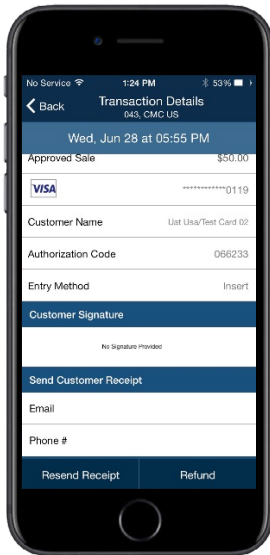 No Service 1:24 PM 53%
Back Transaction Details
043, CMC US
Wed, Jun 28 at 05:55 PM
Approved Sale $50.00
VISA ************0119
Customer Name Uat Usa/Test Card 02
Authorization Code 066233
Entry Method Insert
Customer Signature
No Signature Provided
Send Customer Receipt
Email
Phone #
Resend Receipt Refund